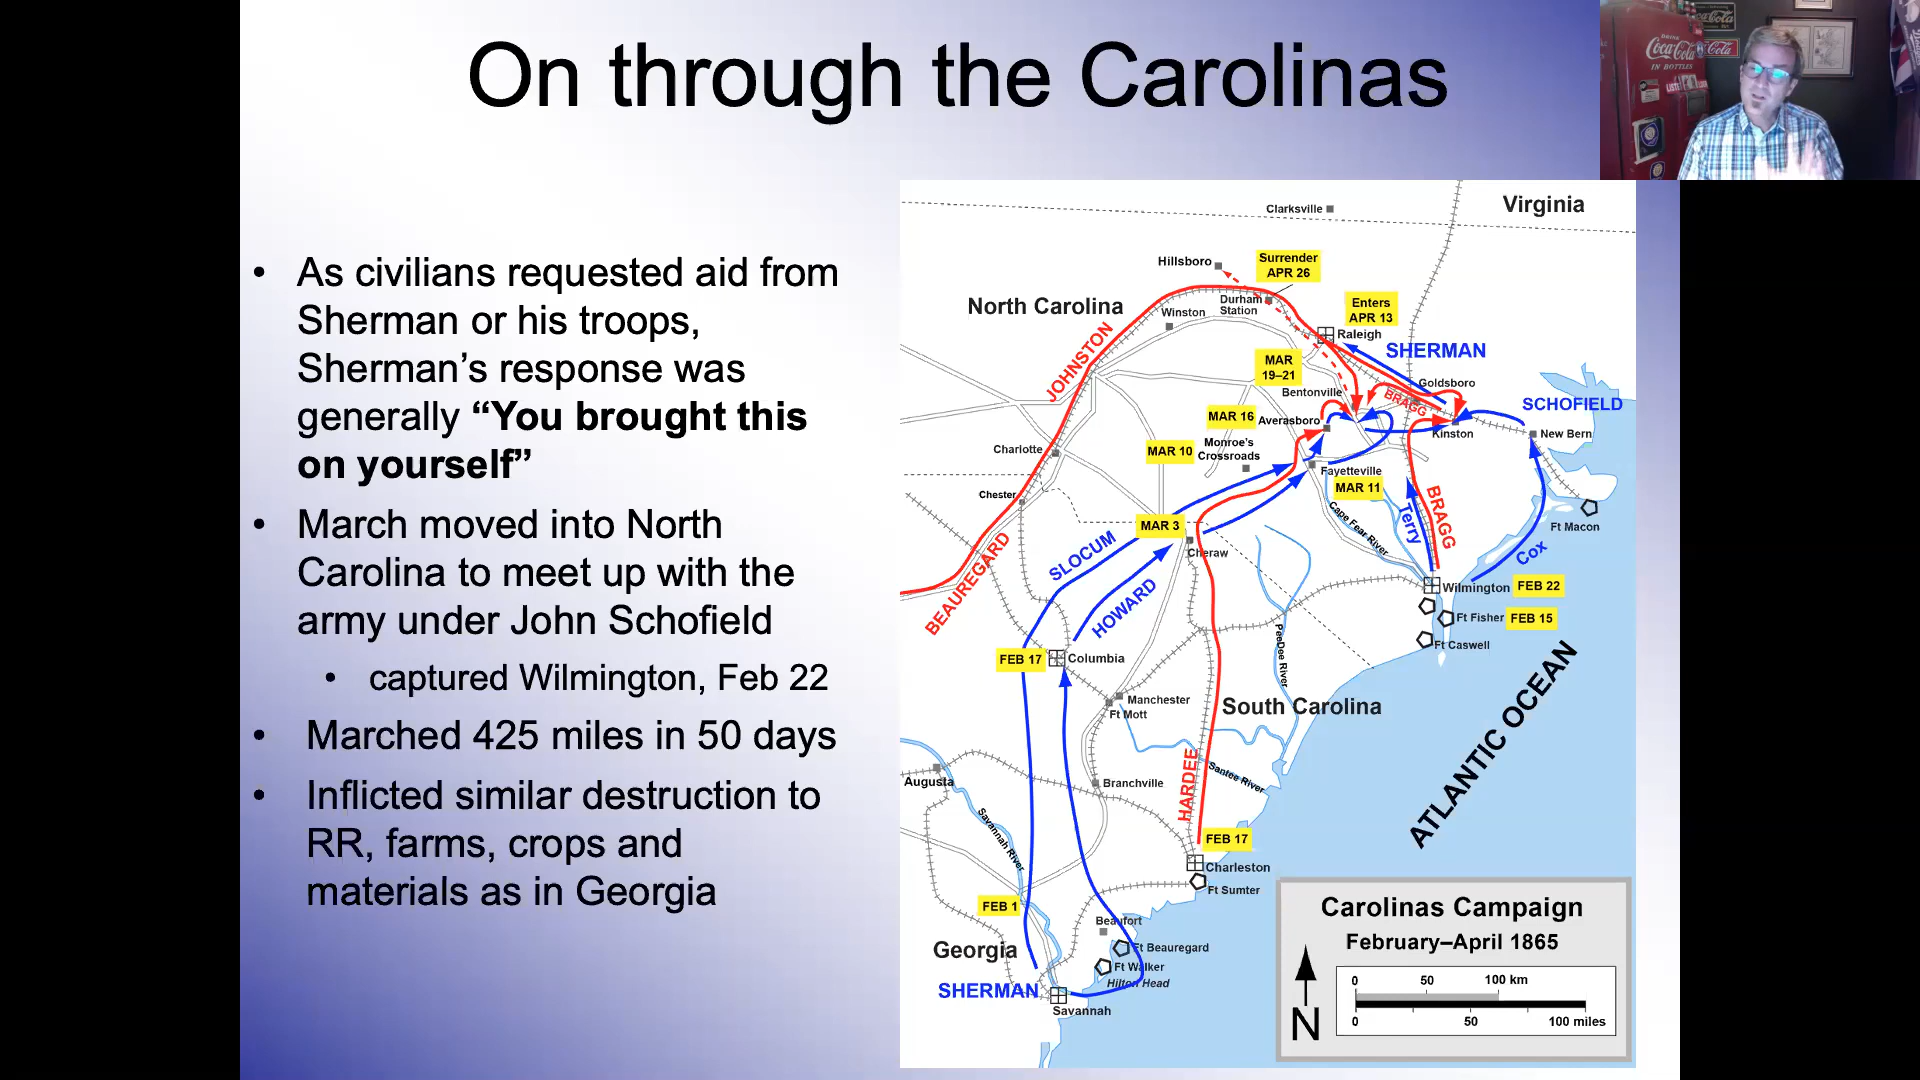 On through the Carolinas
DRINK
Coca-Cola
IN BOTTLES
Coca-Cola
Cola
• As civilians requested aid from
Sherman or his troops,
Sherman’s response was
generally “You brought this
on yourself”
• March moved into North
Carolina to meet up with the
army under John Schofield
• captured Wilmington, Feb 22
• Marched 425 miles in 50 days
• Inflicted similar destruction to
RR, farms, crops and
materials as in Georgia
Virginia
Clarksville
Hillsboro
Surrender
APR 26
North Carolina
Durham
Station
Winston
Enters
APR 13
Raleigh
JOHNSTON
SHERMAN
MAR
19–21
Goldsboro
Bentonville
BRAGG
SCHOFIELD
MAR 16
Averasboro
Kinston
New Bern
Charlotte
MAR 10
Monroe's
Crossroads
Fayetteville
MAR 11
Chester
BRAGG
Terry
Cape Fear River
Ft Macon
MAR 3
Cheraw
SLOCUM
BEAUREGARD
Cox
HOWARD
Wilmington
FEB 22
Ft Fisher
FEB 15
Ft Caswell
PeeDee River
FEB 17
Columbia
ATLANTIC OCEAN
Manchester
Ft Mott
South Carolina
HARDEE
Santee River
Augusta
Branchville
Savannah River
FEB 17
Charleston
Ft Sumter
FEB 1
Beaufort
Georgia
Ft Beauregard
Ft Walker
Hilton Head
SHERMAN
Savannah
Carolinas Campaign
February–April 1865
0 50 100 km
0 50 100 miles
N